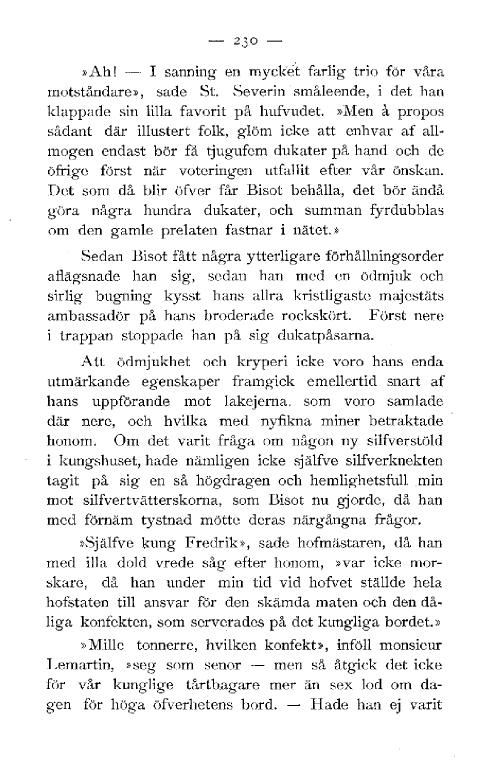 — 230 —
»Ah! — I sanning en mycket farlig trio för våra
motståndare», sade St. Severin småleende, i det han
klappade sin lilla favorit på hufvudet. »Men à propos
sådant där illustert folk, glöm icke att enhvar af all-
mogen endast bör få tjugufem dukater på hand och de
öfrige först när voteringen utfallit efter vår önskan.
Det som då blir öfver får Bisot behålla, det bör ändå
göra några hundra dukater, och summan fyrdubblas
om den gamle prelaten fastnar i nätet.»
Sedan Bisot fått några ytterligare förhållningsorder
aflägsnade han sig, sedan han med en ödmjuk och
sirlig bugning kysst hans allra kristligaste majestäts
ambassadör på hans broderade rockskört. Först nere
i trappan stoppade han på sig dukatpåsarna.
Att ödmjukhet och kryperi icke voro hans enda
utmärkande egenskaper framgick emellertid snart af
hans uppförande mot lakejerna. som voro samlade
där nere, och hvilka med nyfikna miner betraktade
honom. Om det varit fråga om någon ny silfverstöld
i kungshuset, hade nämligen icke själfve silfverknekten
tagit på sig en så högdragen och hemlighetsfull min
mot silfvertvätterskorna, som Bisot nu gjorde, då han
med förnäm tystnad mötte deras närgångna frågor.
»Själfve kung Fredrik», sade hofmästaren, då han
med illa dold vrede såg efter honom, »var icke mor-
skare, då han under min tid vid hofvet ställde hela
hofstaten till ansvar för den skämda maten och den då-
liga konfekten, som serverades på det kungliga bordet.»
»Mille tonnerre, hvilken konfekt», inföll monsieur
Lemartin, »seg som senor — men så åtgick det icke
för vår kunglige tårtbagare mer än sex lod om da-
gen för höga öfverhetens bord. — Hade han ej varit